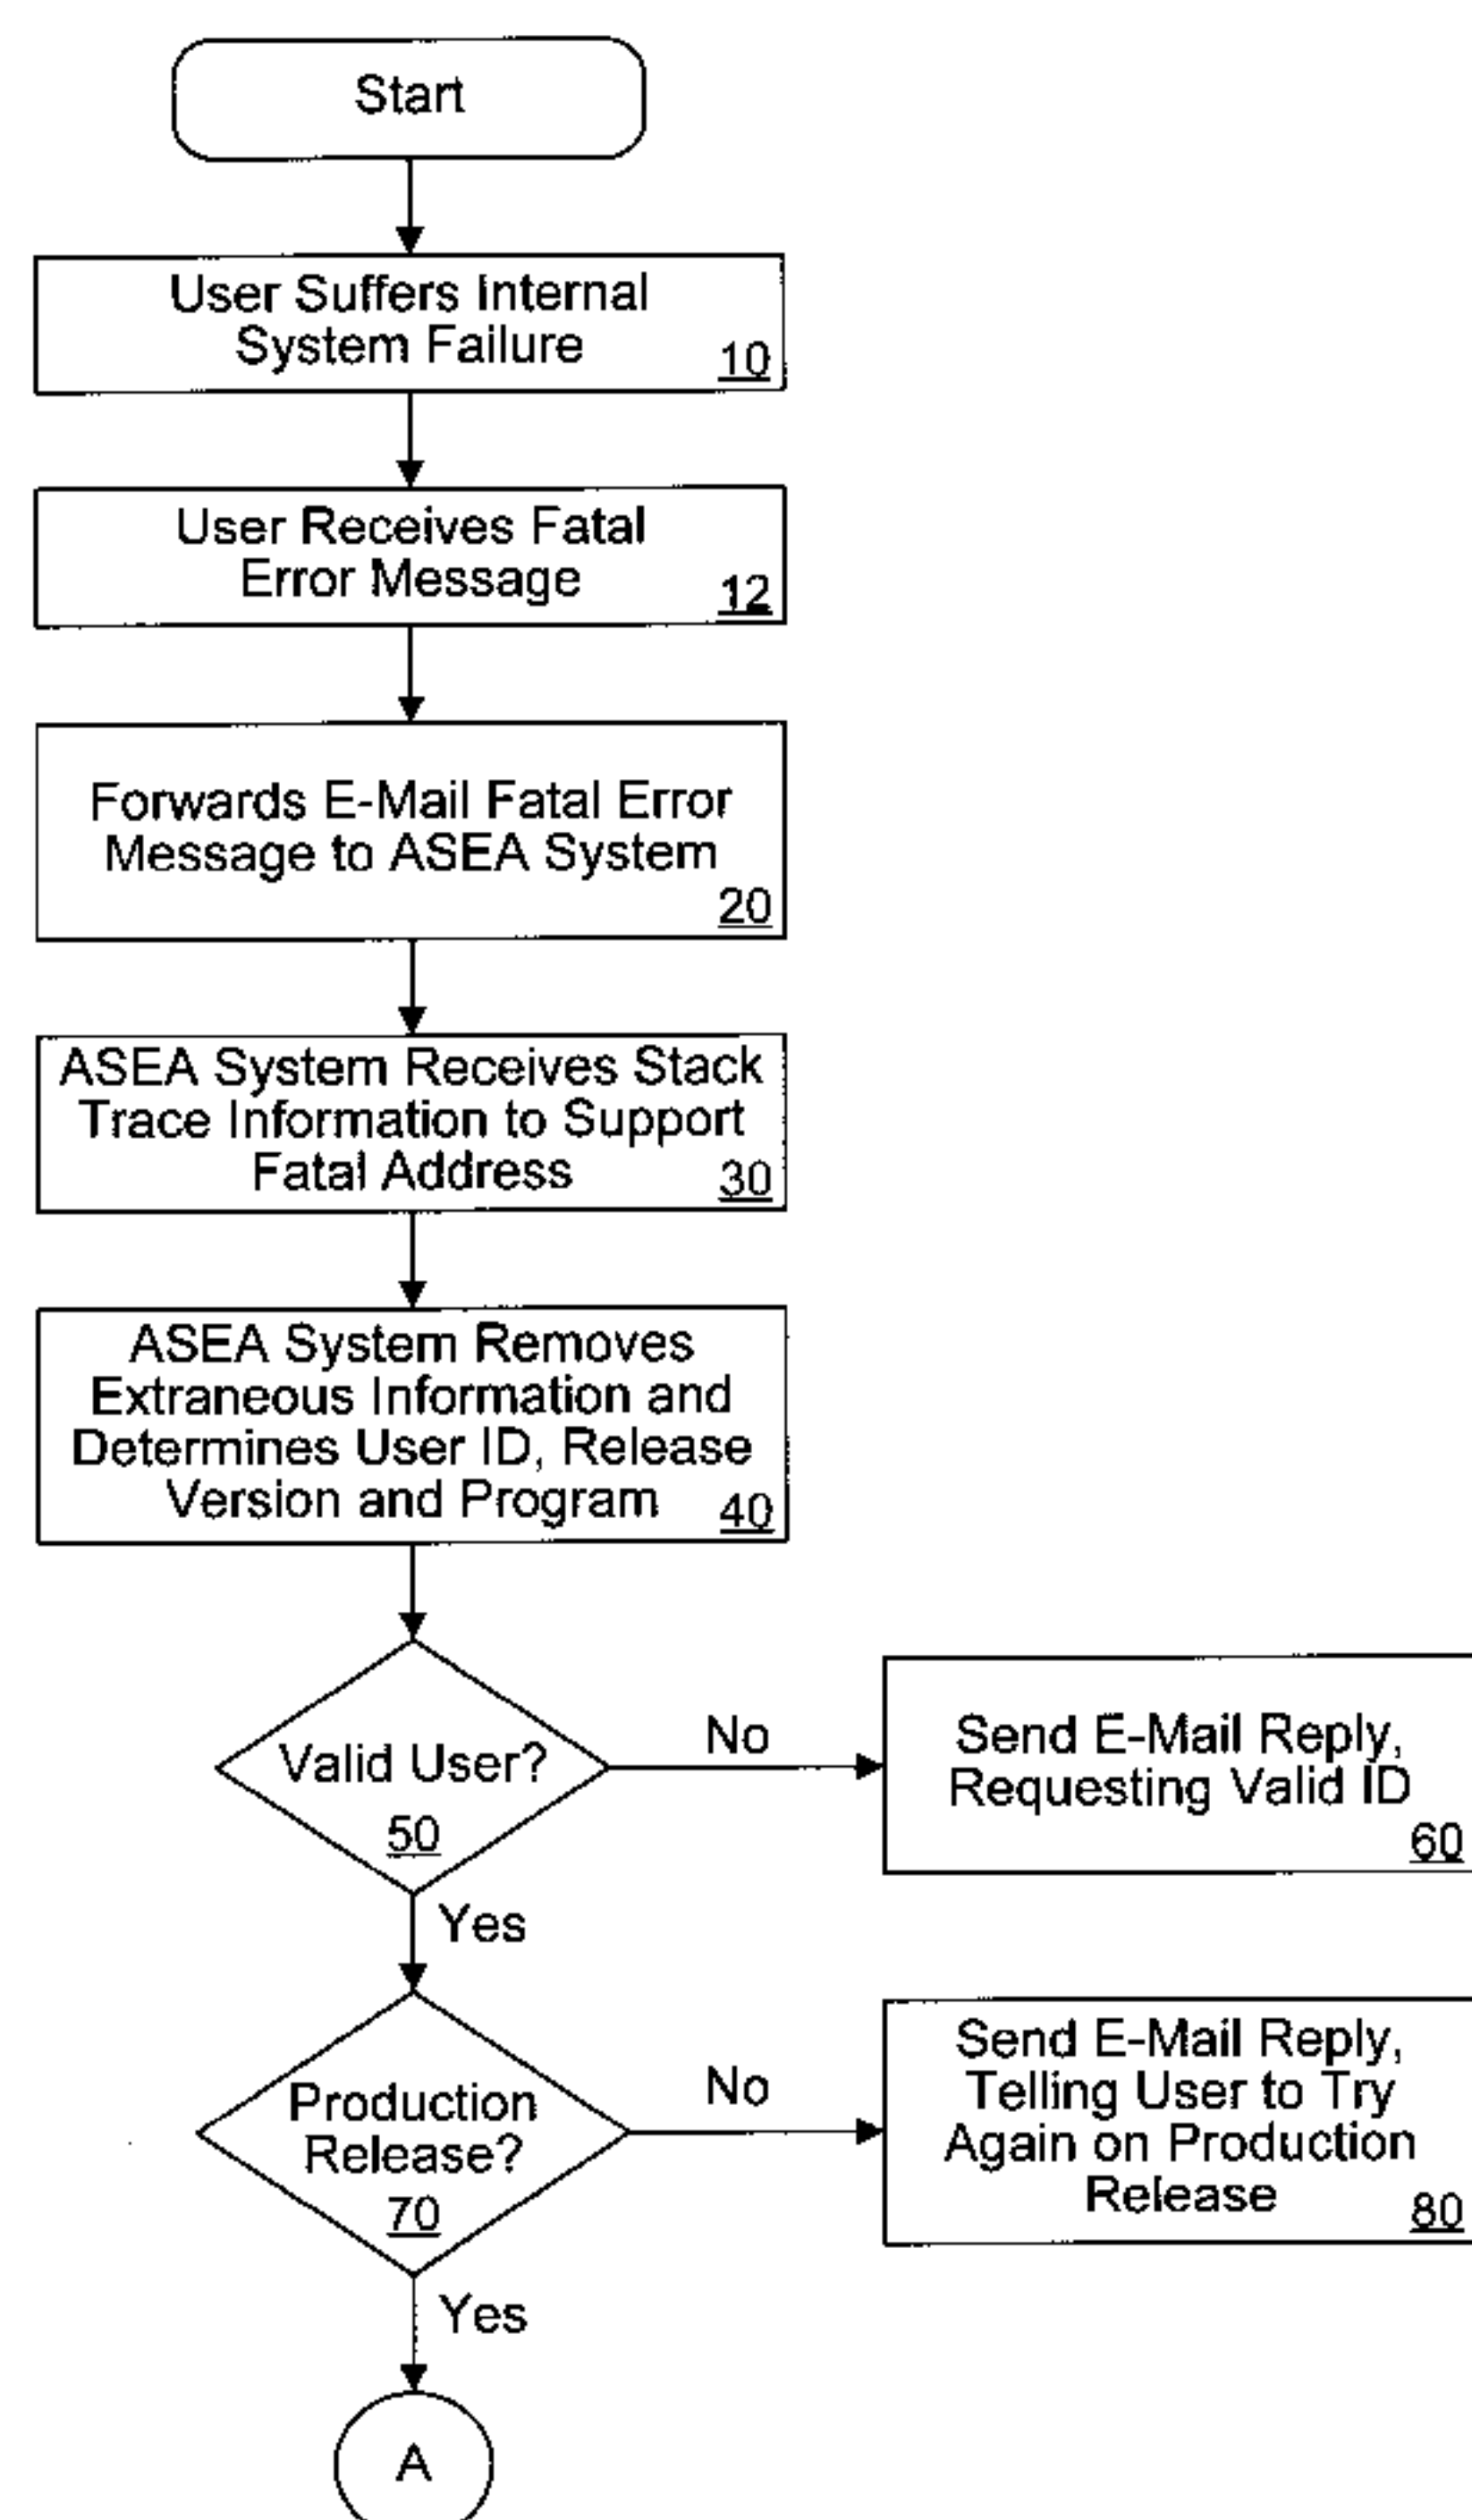 Start
User Suffers Internal
System Failure
10
User Receives Fatal
Error Message
12
Forwards E-Mail Fatal Error
Message to ASEA System
20
ASEA System Receives Stack
Trace Information to Support
Fatal Address
30
ASEA System Removes
Extraneous Information and
Determines User ID, Release
Version and Program
40
Valid User?
50
No
Send E-Mail Reply,
Requesting Valid ID
60
Yes
Production
Release?
70
No
Send E-Mail Reply,
Telling User to Try
Again on Production
Release
80
Yes
A